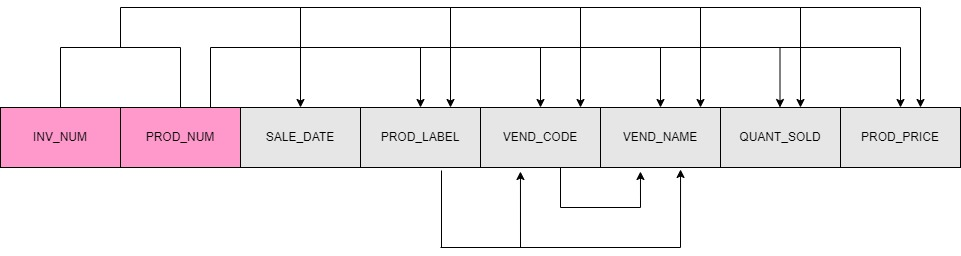 INV_NUM PROD_NUM SALE_DATE PROD_LABEL VEND_CODE VEND_NAME QUANT_SOLD PROD_PRICE